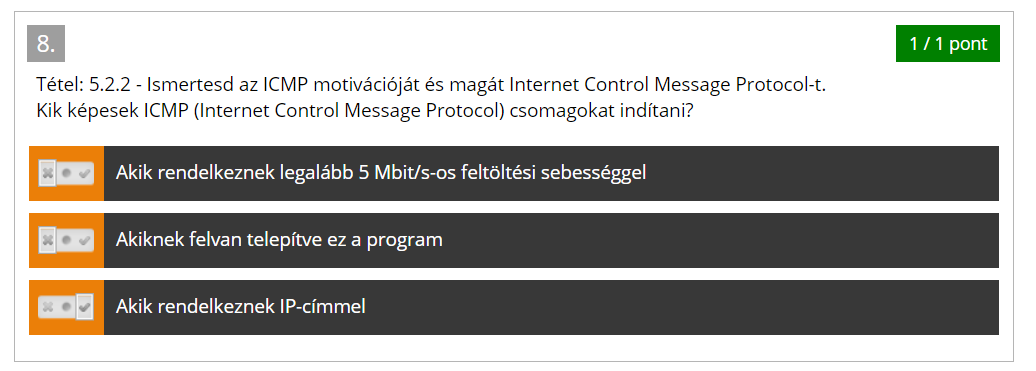 8.
1 / 1 pont
Tétel: 5.2.2 - Ismertesd az ICMP motivációját és magát Internet Control Message Protocol-t.
Kik képesek ICMP (Internet Control Message Protocol) csomagokat indítani?
Akik rendelkeznek legalább 5 Mbit/s-os feltöltési sebességgel
Akiknek felvan telepítve ez a program
Akik rendelkeznek IP-címmel